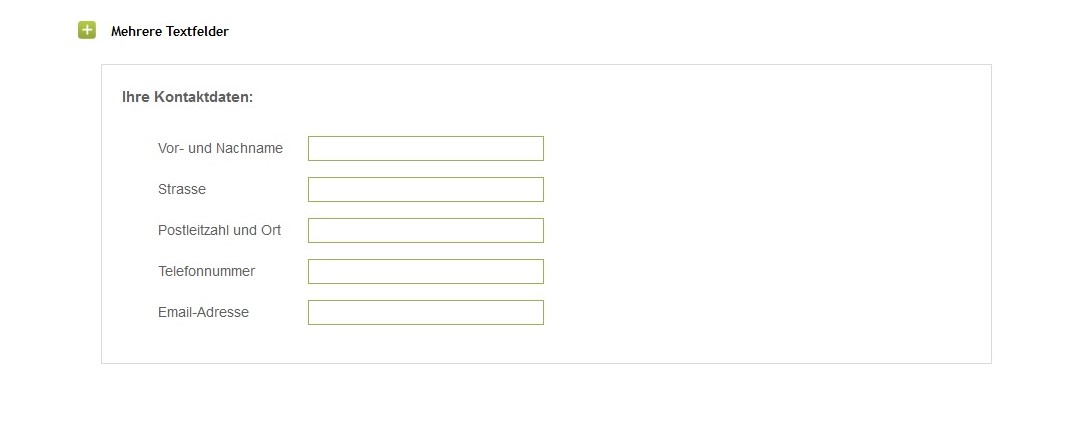 Mehrere Textfelder
Ihre Kontaktdaten:
Vor- und Nachname
Strasse
Postleitzahl und Ort
Telefonnummer
Email-Adresse